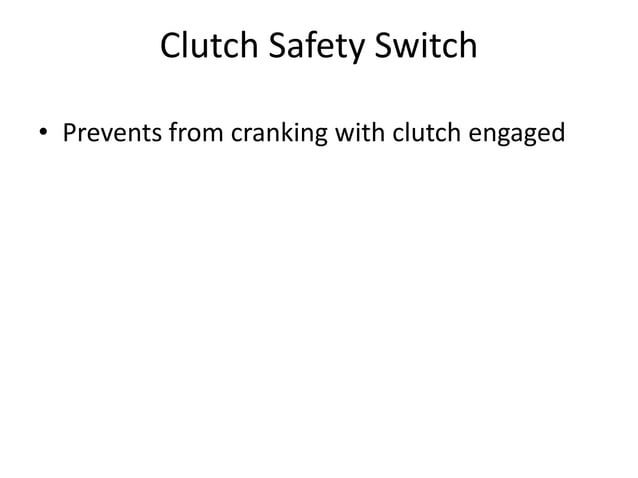 Clutch Safety Switch
• Prevents from cranking with clutch engaged